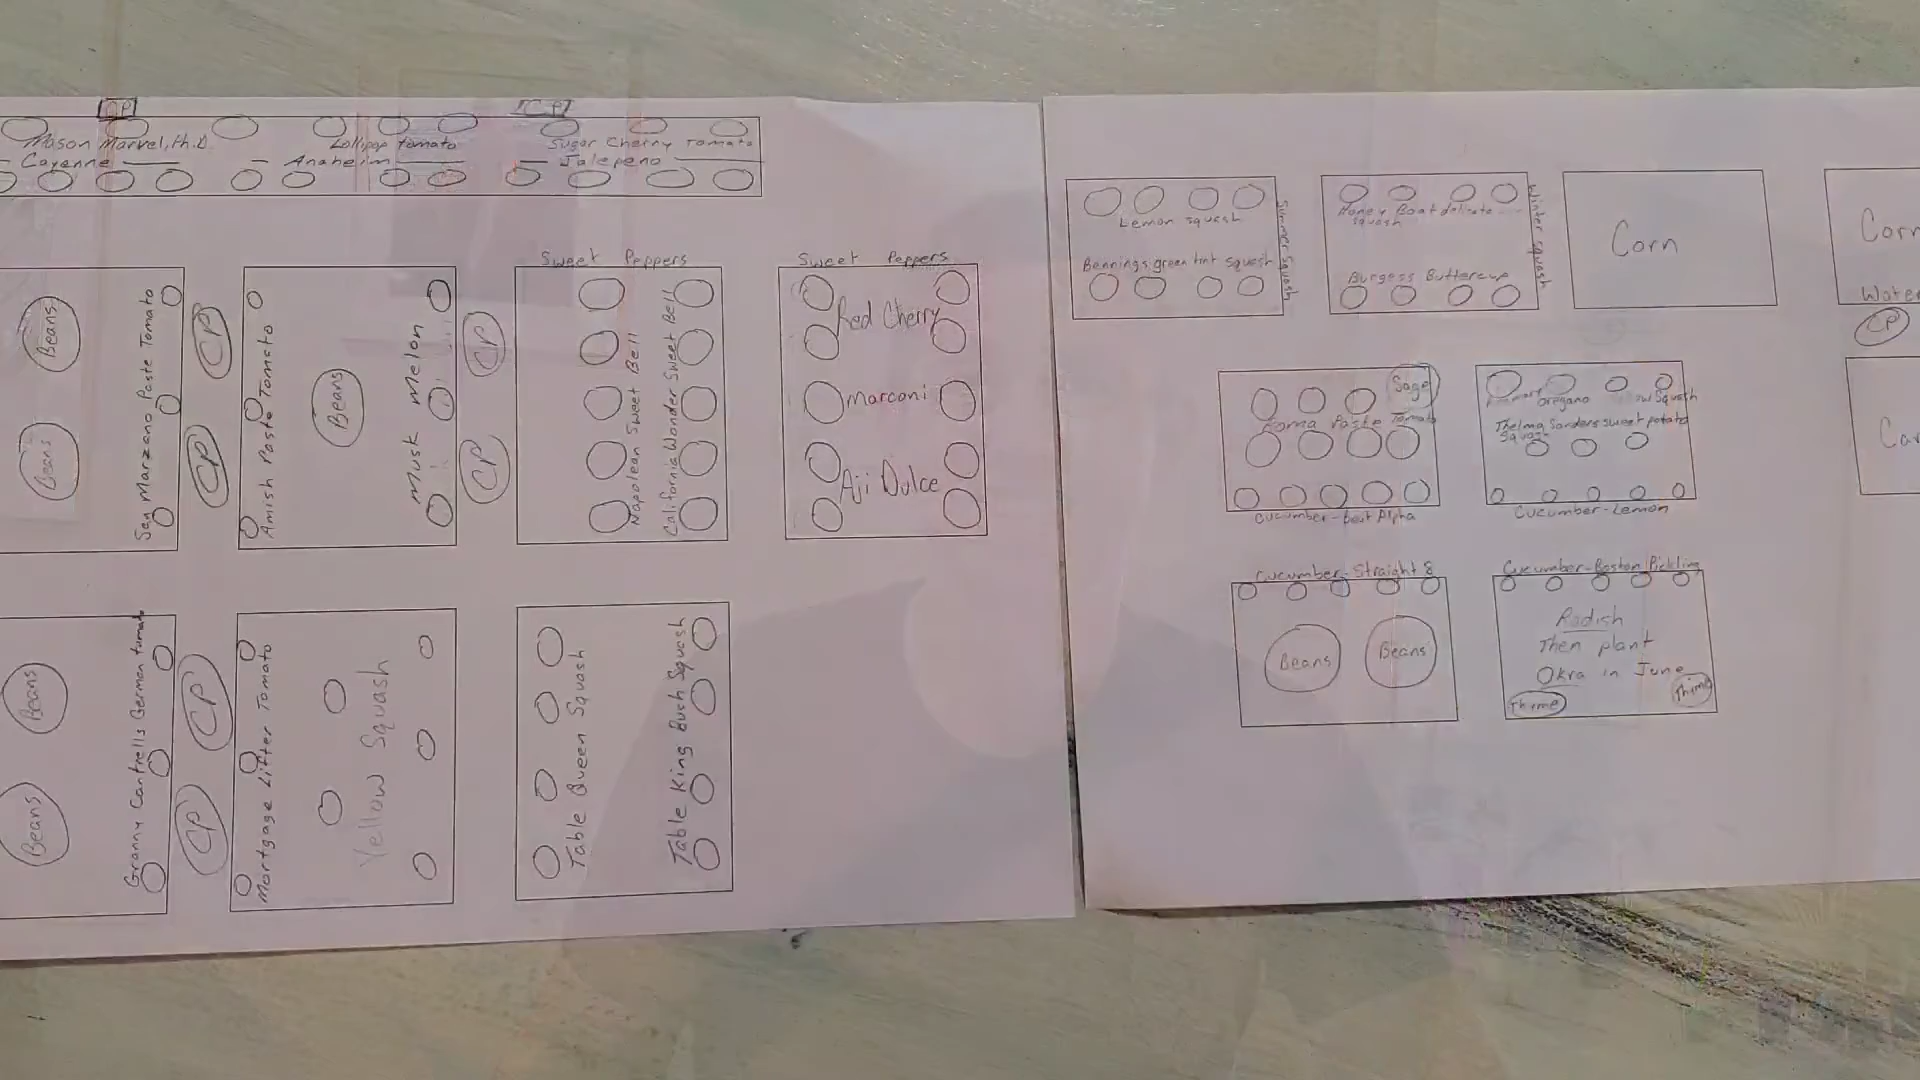 CP
CP
Mason Marvel, Ph.D
Lollipop tomato
Sugar Cherry Tomato
Cayenne
Anaheim
Jalepeno
Beans
Beans
San Marzano Paste Tomato
CP
CP
Amish Paste Tomato
Beans
Musk Melon
CP
CP
Sweet Peppers
Napolean Sweet Bell
California Wonder Sweet Bell
Sweet Peppers
Red Cherry
Marconi
Aji Dulce
Beans
Beans
Granny Cantrells German tomato
CP
CP
Mortgage Lifter Tomato
Yellow Squash
Table Queen Squash
Table King Bush Squash
Lemon squash
Bennings green tint squash
Summer Squash
Honey Boat delicata
squash
Burgess Buttercup
Winter squash
Corn
Corn
Water
CP
Sage
Roma Paste Tomato
Cucumber-Beit Alpha
oregano
Squash
Thelma Sanders sweet potato
Squash
Cucumber-Lemon
Cucumber-Straight 8
Beans
Beans
Cucumber-Boston Pickling
Radish
Then plant
Okra in June
Thime
Thime